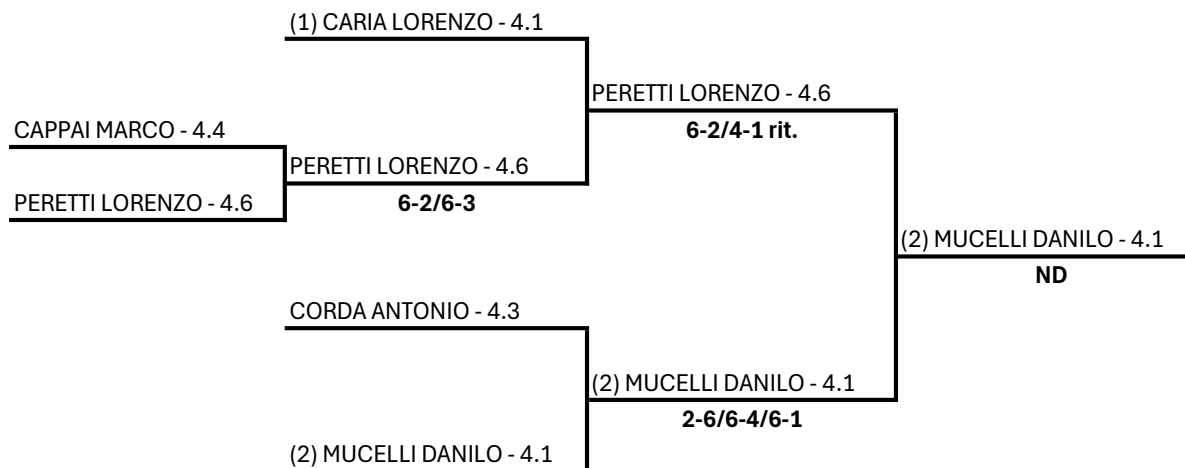 (1) CARIA LORENZO - 4.1
PERETTI LORENZO - 4.6
6-2/4-1 rit.
CAPPAI MARCO - 4.4
PERETTI LORENZO - 4.6
6-2/6-3
PERETTI LORENZO - 4.6
(2) MUCELLI DANILO - 4.1
ND
CORDA ANTONIO - 4.3
(2) MUCELLI DANILO - 4.1
2-6/6-4/6-1
(2) MUCELLI DANILO - 4.1